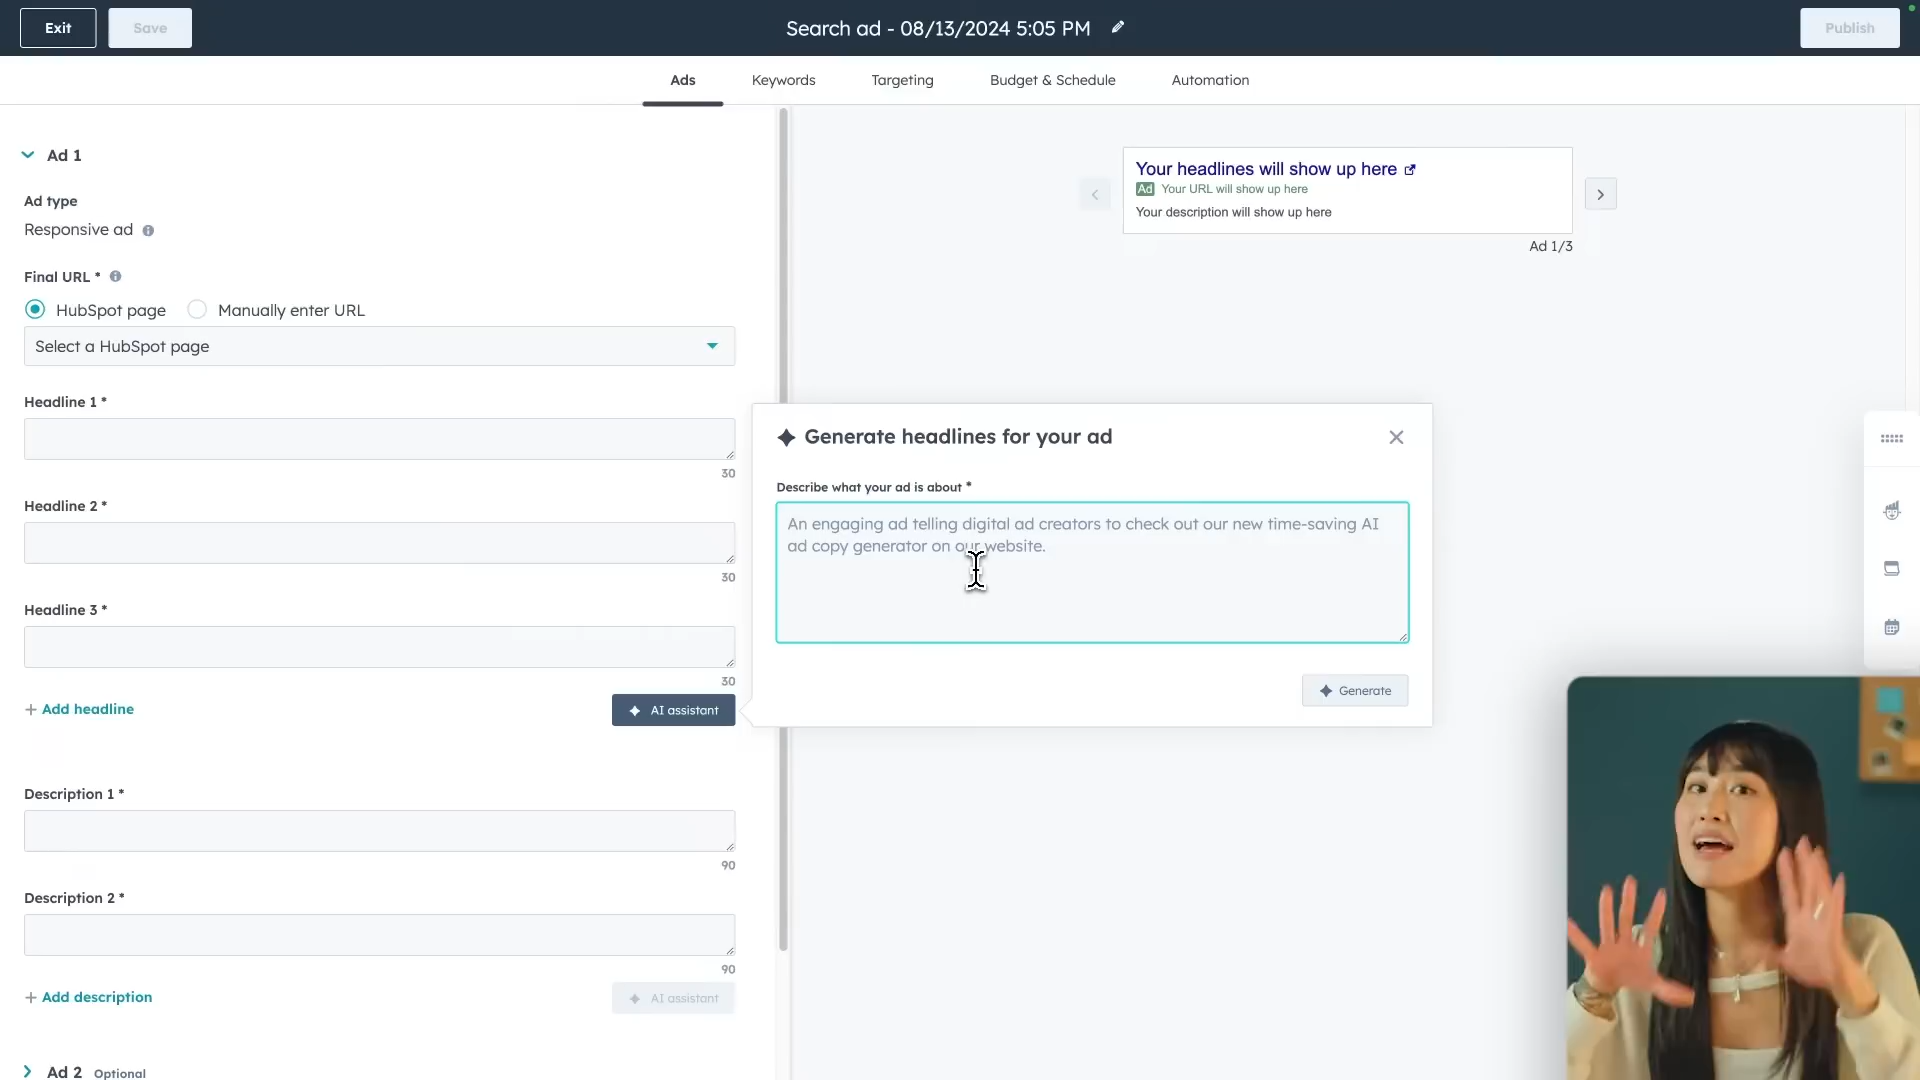 Exit
Save
Search ad - 08/13/2024 5:05 PM
Publish
Ads
Keywords
Targeting
Budget & Schedule
Automation
Ad 1
Ad type
Responsive ad
Final URL *
HubSpot page
Manually enter URL
Select a HubSpot page
Headline 1 *
30
Headline 2 *
30
Headline 3 *
30
+ Add headline
AI assistant
Description 1 *
90
Description 2 *
90
+ Add description
AI assistant
Ad 2 Optional
Your headlines will show up here
Ad Your URL will show up here
Your description will show up here
Ad 1/3
Generate headlines for your ad
Describe what your ad is about *
An engaging ad telling digital ad creators to check out our new time-saving AI
ad copy generator on our website.
Generate